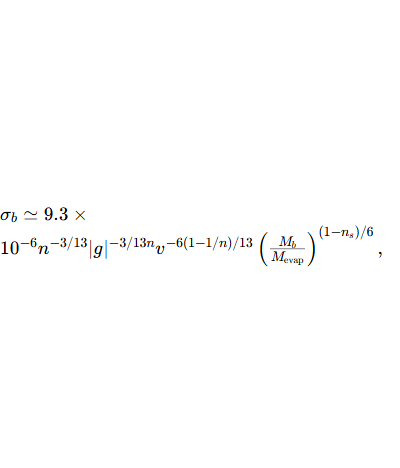 σ_b ≃ 9.3 ×
10^{−6}n^{−3/13}|g|^{−3/13n}v^{−6(1−1/n)/13} (M_b/M_evap)^{(1−n_s)/6} ,